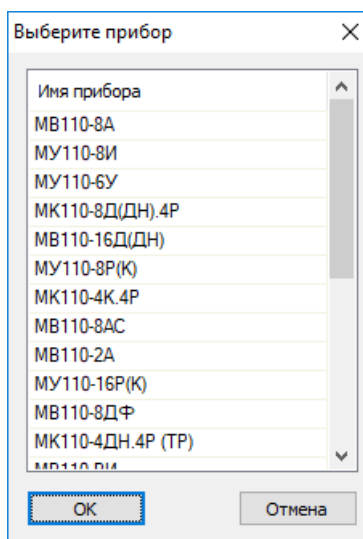 Выберите прибор
Имя прибора
МВ110-8А
МУ110-8И
МУ110-6У
МК110-8Д(ДН).4Р
МВ110-16Д(ДН)
МУ110-8Р(К)
МК110-4К.4Р
МВ110-8АС
МВ110-2А
МУ110-16Р(К)
МВ110-8ДФ
МК110-4ДН.4Р (ТР)
ОК
Отмена